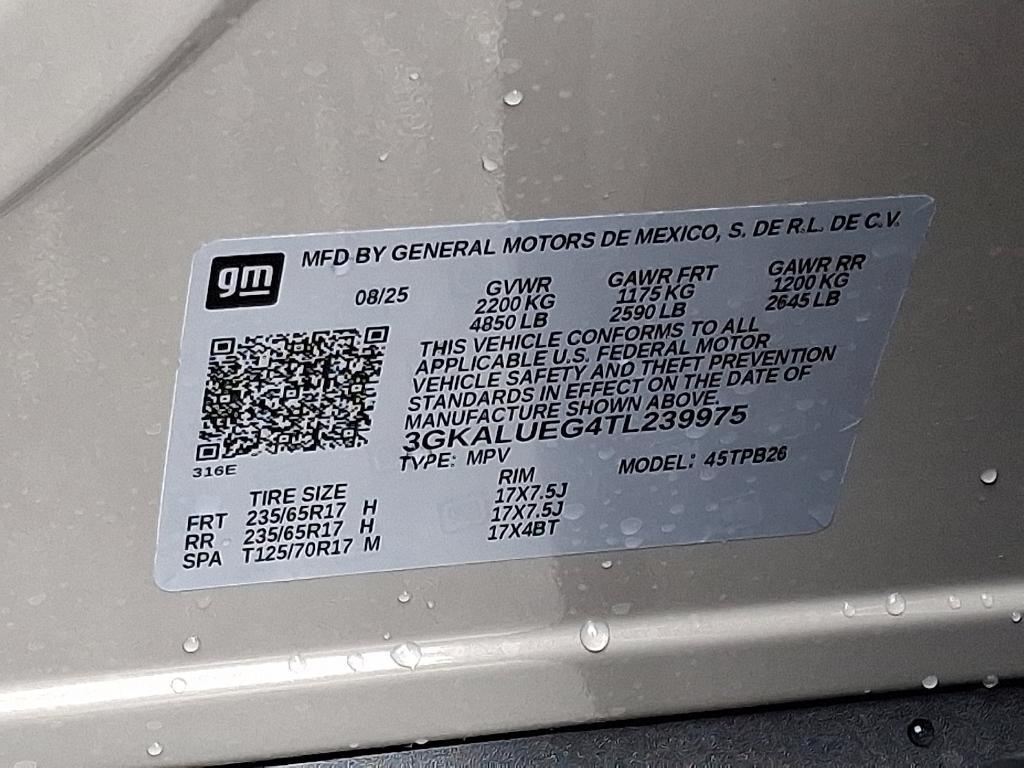 gm
MFD BY GENERAL MOTORS DE MEXICO, S. DE R.L. DE C.V.
08/25
GVWR GAWR FRT GAWR RR
2200 KG 1175 KG 1200 KG
4850 LB 2590 LB 2645 LB
THIS VEHICLE CONFORMS TO ALL
APPLICABLE U.S. FEDERAL MOTOR
VEHICLE SAFETY AND THEFT PREVENTION
STANDARDS IN EFFECT ON THE DATE OF
MANUFACTURE SHOWN ABOVE.
3GKALUEG4TL239975
316E
TYPE: MPV MODEL: 45TPB26
TIRE SIZE RIM
FRT 235/65R17 H 17X7.5J
RR 235/65R17 H 17X7.5J
SPA T125/70R17 M 17X4BT